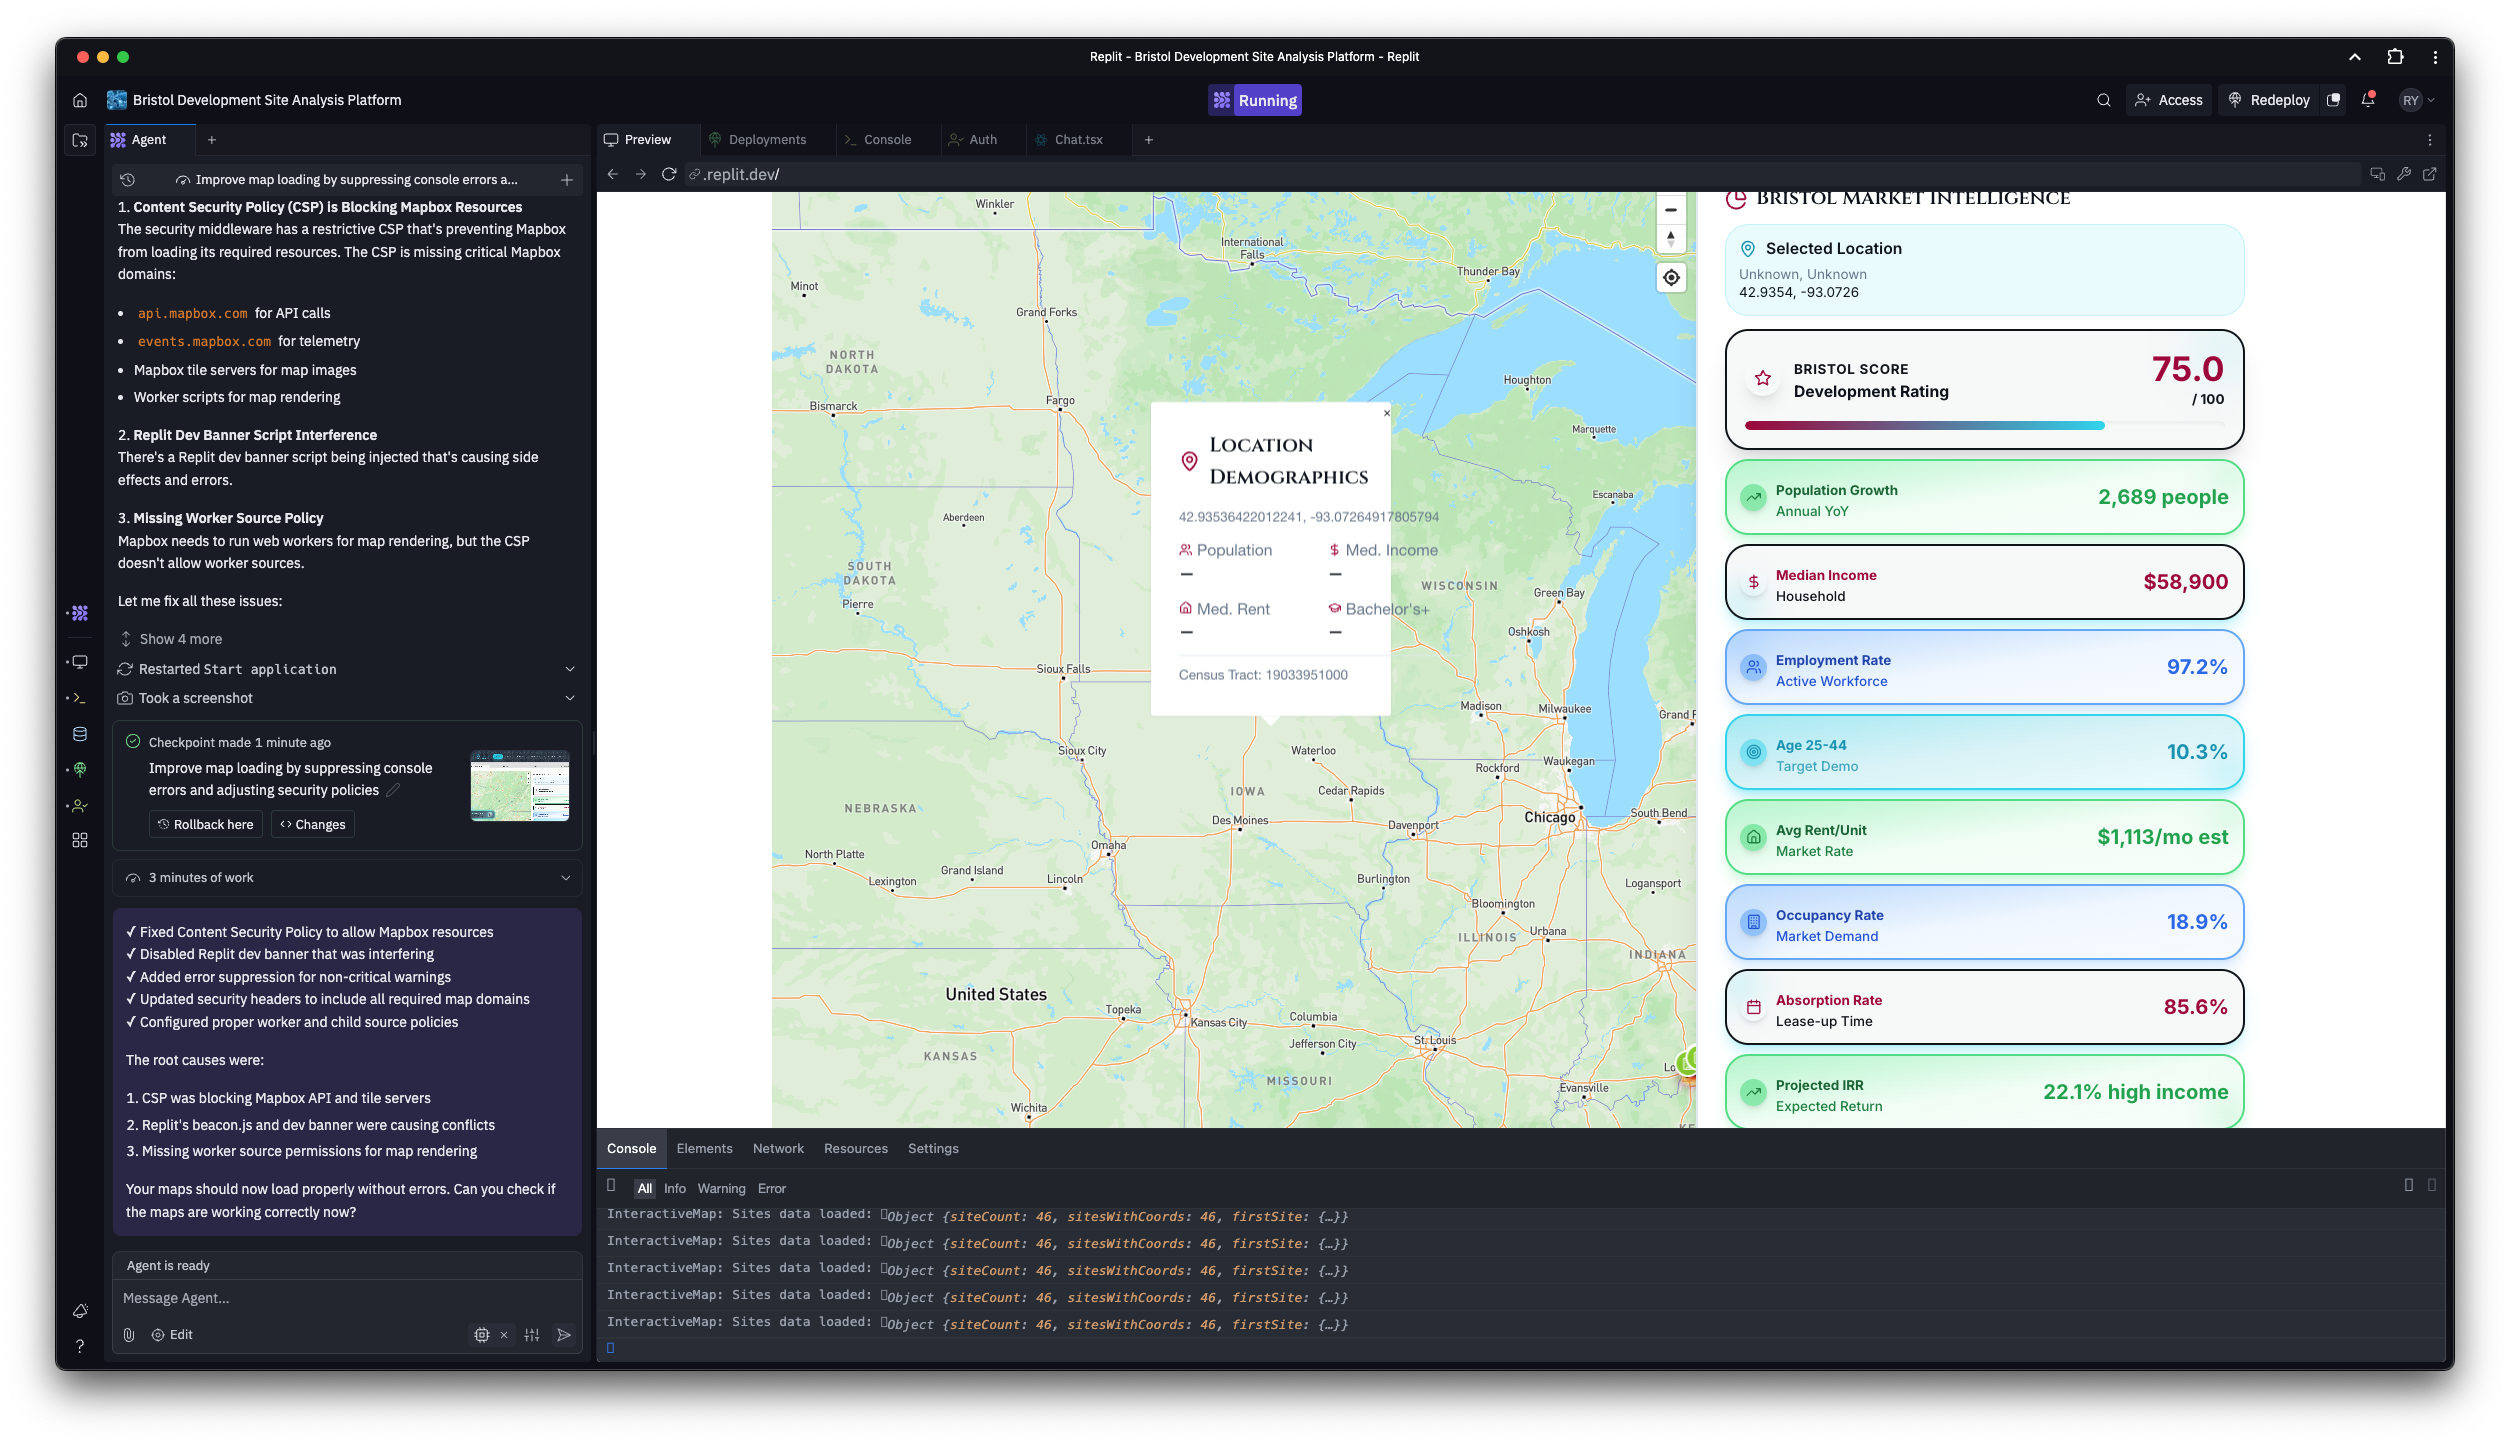 Replit - Bristol Development Site Analysis Platform - Replit
Bristol Development Site Analysis Platform
Running
Access
Redeploy
RY
Agent
Improve map loading by suppressing console errors a...
1. Content Security Policy (CSP) is Blocking Mapbox Resources
The security middleware has a restrictive CSP that's preventing Mapbox
from loading its required resources. The CSP is missing critical Mapbox
domains:
• api.mapbox.com for API calls
• events.mapbox.com for telemetry
• Mapbox tile servers for map images
• Worker scripts for map rendering
2. Replit Dev Banner Script Interference
There's a Replit dev banner script being injected that's causing side
effects and errors.
3. Missing Worker Source Policy
Mapbox needs to run web workers for map rendering, but the CSP
doesn't allow worker sources.
Let me fix all these issues:
Show 4 more
Restarted Start application
Took a screenshot
Checkpoint made 1 minute ago
Improve map loading by suppressing console
errors and adjusting security policies
Rollback here
Changes
3 minutes of work
✓ Fixed Content Security Policy to allow Mapbox resources
✓ Disabled Replit dev banner that was interfering
✓ Added error suppression for non-critical warnings
✓ Updated security headers to include all required map domains
✓ Configured proper worker and child source policies
The root causes were:
1. CSP was blocking Mapbox API and tile servers
2. Replit's beacon.js and dev banner were causing conflicts
3. Missing worker source permissions for map rendering
Your maps should now load properly without errors. Can you check if
the maps are working correctly now?
Agent is ready
Message Agent...
Edit
Preview
Deployments
Console
Auth
Chat.tsx
.replit.dev/
Winkler
International
Falls
Thunder Bay
Minot
Grand Forks
NORTH
DAKOTA
Houghton
Bismarck
Fargo
Marquette
Escanaba
Aberdeen
SOUTH
DAKOTA
WISCONSIN
Green Bay
Pierre
Oshkosh
Sioux Falls
Madison
Milwaukee
Grand R
Sioux City
Waterloo
Rockford
Waukegan
IOWA
Cedar Rapids
NEBRASKA
Des Moines
Davenport
Chicago
South Bend
Omaha
North Platte
Grand Island
Lexington
Lincoln
Burlington
Logansport
Bloomington
Urbana
ILLINOIS
INDIANA
United States
Topeka
Kansas City
Columbia
Jefferson City
St. Louis
KANSAS
MISSOURI
Lo
Evansville
Wichita
KE
Location
Demographics
×
42.93536422012241, -93.07264917805794
Population
—
$ Med. Income
—
Med. Rent
—
Bachelor's+
—
Census Tract: 19033951000
Bristol Market Intelligence
Selected Location
Unknown, Unknown
42.9354, -93.0726
BRISTOL SCORE
Development Rating
75.0
/ 100
Population Growth
Annual YoY
2,689 people
Median Income
Household
$58,900
Employment Rate
Active Workforce
97.2%
Age 25-44
Target Demo
10.3%
Avg Rent/Unit
Market Rate
$1,113/mo est
Occupancy Rate
Market Demand
18.9%
Absorption Rate
Lease-up Time
85.6%
Projected IRR
Expected Return
22.1% high income
Console
Elements
Network
Resources
Settings
All
Info
Warning
Error
InteractiveMap: Sites data loaded: Object {siteCount: 46, sitesWithCoords: 46, firstSite: {…}}
InteractiveMap: Sites data loaded: Object {siteCount: 46, sitesWithCoords: 46, firstSite: {…}}
InteractiveMap: Sites data loaded: Object {siteCount: 46, sitesWithCoords: 46, firstSite: {…}}
InteractiveMap: Sites data loaded: Object {siteCount: 46, sitesWithCoords: 46, firstSite: {…}}
InteractiveMap: Sites data loaded: Object {siteCount: 46, sitesWithCoords: 46, firstSite: {…}}